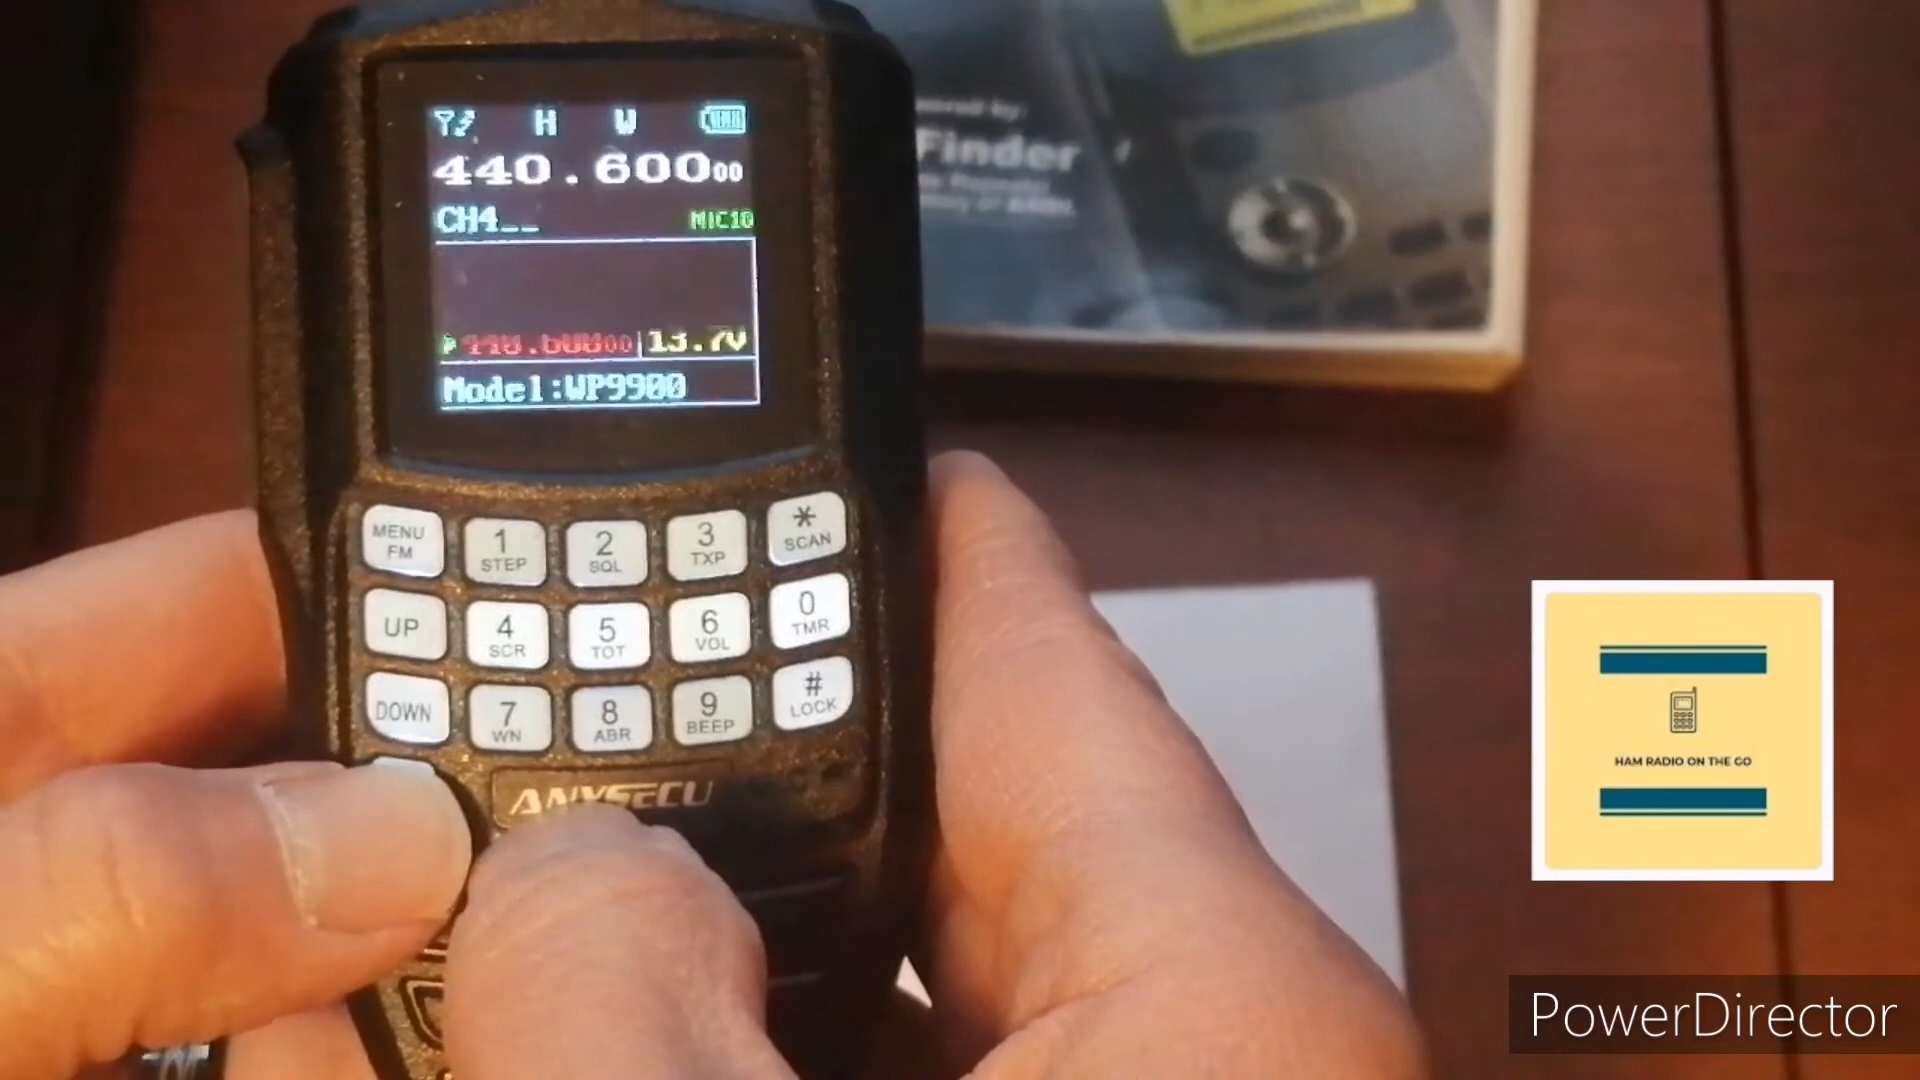 H W
440.60000
CH4__ MIC10
13.7V
Model:WP9900
MENU FM
1 STEP
2 SQL
3 TXP
* SCAN
UP
4 SCR
5 TOT
6 VOL
0 TMR
DOWN
7 WN
8 ABR
9 BEEP
# LOCK
ANYSECU
by:
Finder
HAM RADIO ON THE GO
PowerDirector